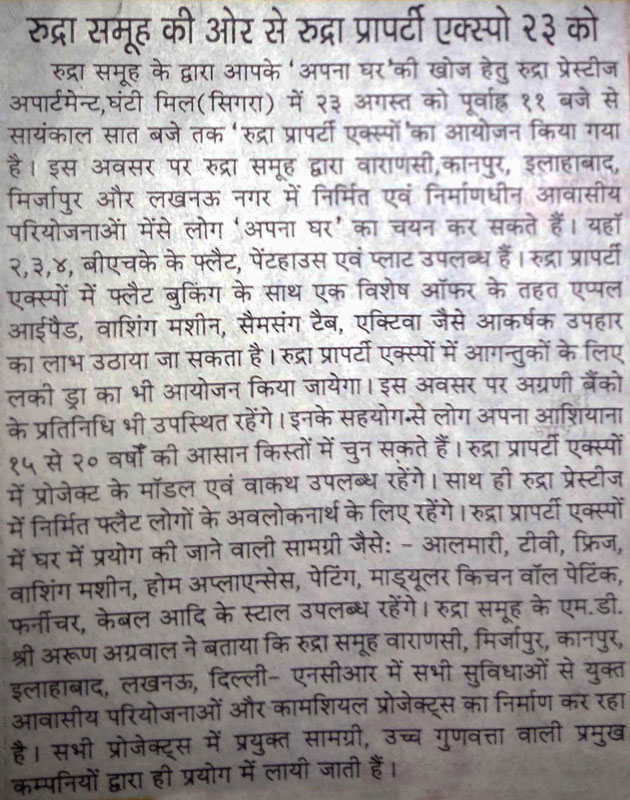 रुद्रा समूह की ओर से रुद्रा प्रापर्टी एक्स्पो २३ को
रुद्रा समूह के द्वारा आपके ‘अपना घर’की खोज हेतु रुद्रा प्रेस्टीज
अपार्टमेन्ट,घंटी मिल(सिगरा) में २३ अगस्त को पूर्वाह्न ११ बजे से
सायंकाल सात बजे तक ‘रुद्रा प्रापर्टी एक्स्पों’का आयोजन किया गया
है। इस अवसर पर रुद्रा समूह द्वारा वाराणसी,कानपुर, इलाहाबाद,
मिर्जापुर और लखनऊ नगर में निर्मित एवं निर्माणधीन आवासीय
परियोजनाओं मेंसे लोग ‘अपना घर’ का चयन कर सकते हैं। यहाँ
२,३,४, बीएचके के फ्लैट, पेंटहाउस एवं प्लाट उपलब्ध हैं। रुद्रा प्रापर्टी
एक्स्पों में फ्लैट बुकिंग के साथ एक विशेष ऑफर के तहत एप्पल
आईपैड, वाशिंग मशीन, सैमसंग टैब, एक्टिवा जैसे आकर्षक उपहार
का लाभ उठाया जा सकता है। रुद्रा प्रापर्टी एक्स्पों में आगन्तुकों के लिए
लकी ड्रा का भी आयोजन किया जायेगा। इस अवसर पर अग्रणी बैंको
के प्रतिनिधि भी उपस्थित रहेंगे। इनके सहयोग-से लोग अपना आशियाना
१५ से २० वर्षों की आसान किस्तों में चुन सकते हैं। रुद्रा प्रापर्टी एक्स्पों
में प्रोजेक्ट के मॉडल एवं वाकथ उपलब्ध रहेंगे। साथ ही रुद्रा प्रेस्टीज
में निर्मित फ्लैट लोगों के अवलोकनार्थ के लिए रहेंगे। रुद्रा प्रापर्टी एक्स्पों
में घर में प्रयोग की जाने वाली सामग्री जैसे: - आलमारी, टीवी, फ्रिज,
वाशिंग मशीन, होम अप्लाएन्सेस, पेटिंग, माड्यूलर किचन वॉल पेटिंक,
फर्नीचर, केबल आदि के स्टाल उपलब्ध रहेंगे। रुद्रा समूह के एम.डी.
श्री अरूण अग्रवाल ने बताया कि रुद्रा समूह वाराणसी, मिर्जापुर, कानपुर,
इलाहाबाद, लखनऊ, दिल्ली- एनसीआर में सभी सुविधाओं से युक्त
आवासीय परियोजनाओं और कामशियल प्रोजेक्ट्स का निर्माण कर रहा
है। सभी प्रोजेक्ट्स में प्रयुक्त सामग्री, उच्च गुणवत्ता वाली प्रमुख
कम्पनियों द्वारा ही प्रयोग में लायी जाती हैं।